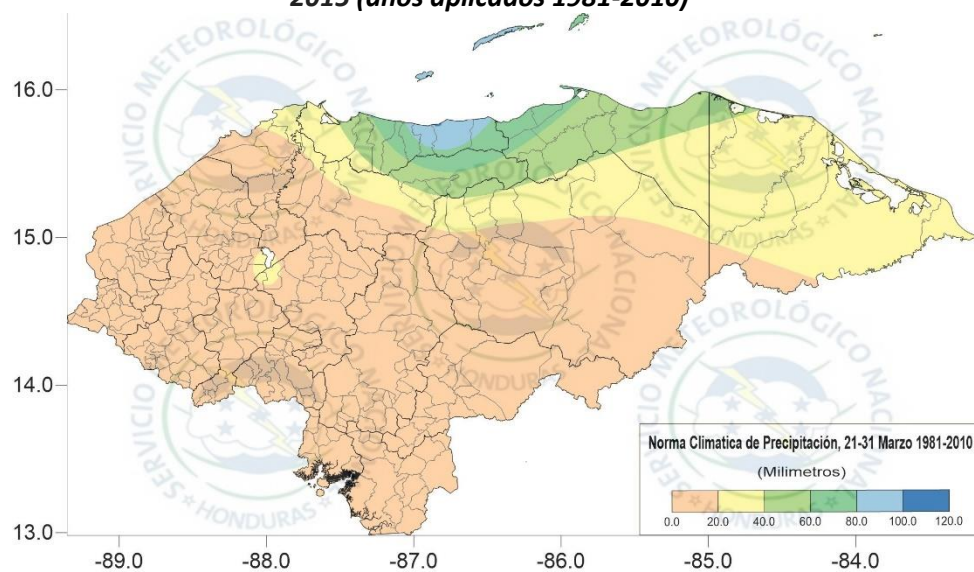 2015 (años aplicados 1981-2010)
16.0
15.0
14.0
13.0
-89.0
-88.0
-87.0
-86.0
-85.0
-84.0
SERVICIO METEOROLÓGICO NACIONAL
HONDURAS
Norma Climatica de Precipitación, 21-31 Marzo 1981-2010
(Milimetros)
0.0 20.0 40.0 60.0 80.0 100.0 120.0